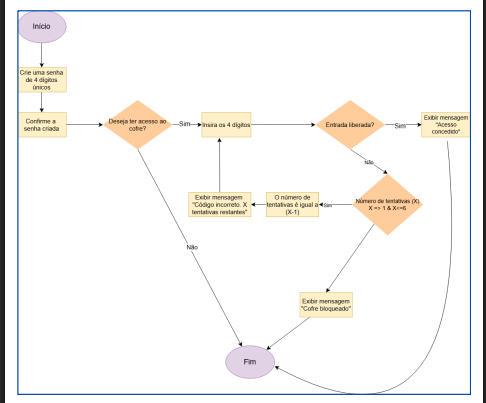 Início
Crie uma senha
de 4 dígitos
únicos
Confirme a
senha criada
Deseja ter acesso ao
cofre?
Sim
Insira os 4 dígitos
Entrada liberada?
Sim
Exibir mensagem
"Acesso
concedido"
Não
Número de tentativas (X)
X => 1 & X<=6
Sim
O número de
tentativas é igual a
(X-1)
Exibir mensagem
"Código incorreto. X
tentativas restantes"
Não
Exibir mensagem
"Cofre bloqueado"
Fim